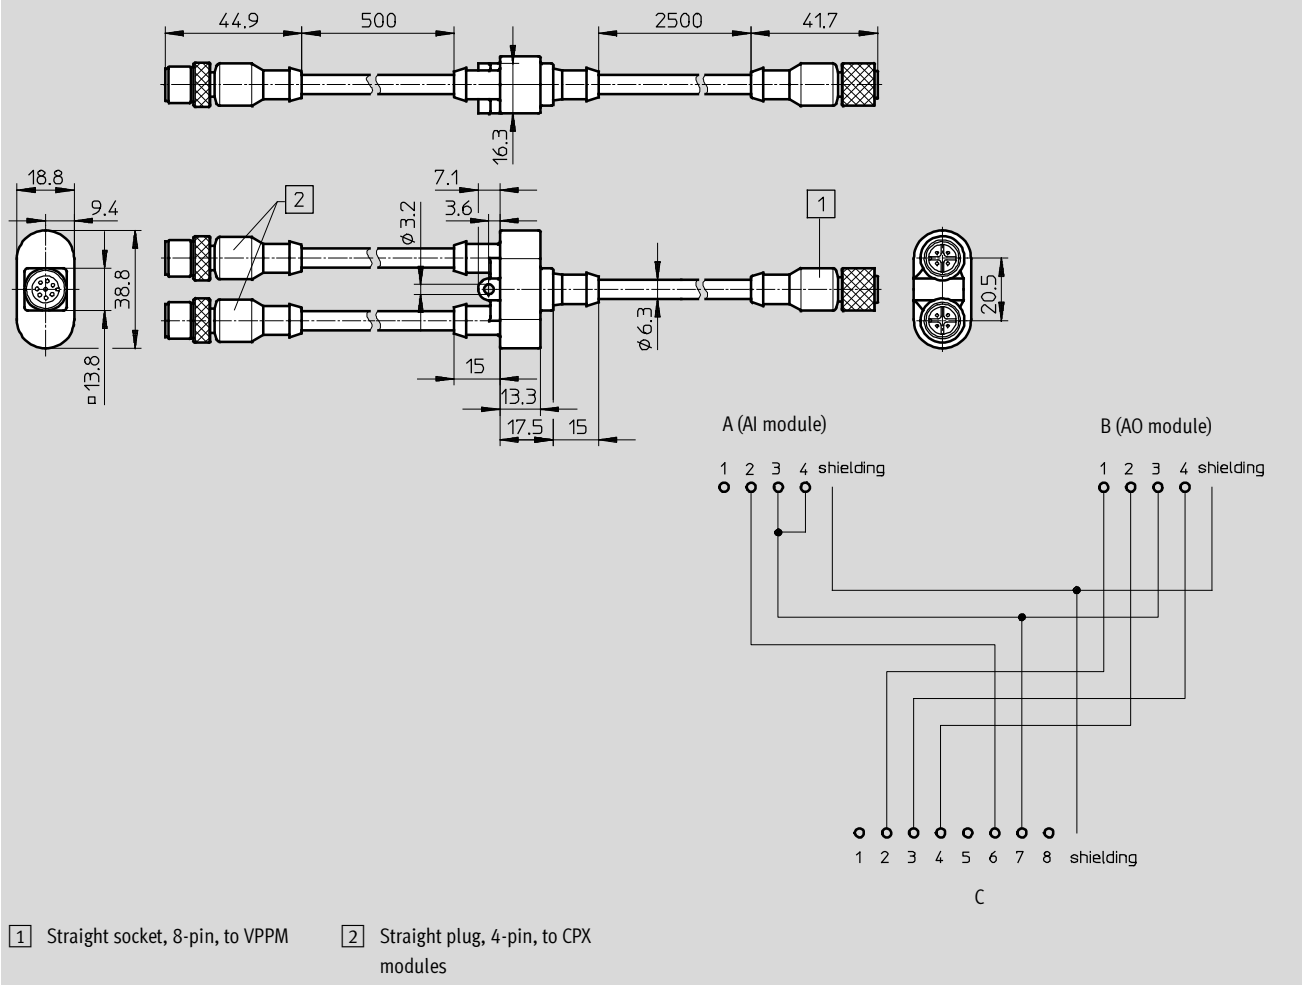 44.9 500 2500 41.7
16.3
18.8 7.1
9.4 2 ϕ 3.2 3.6 1
38.8 20.5
ϕ 6.3
□ 13.8 15
13.3
17.5 15
A (AI module) B (AO module)
1 2 3 4 shielding 1 2 3 4 shielding
1 2 3 4 5 6 7 8 shielding
C
1 Straight socket, 8-pin, to VPPM 2 Straight plug, 4-pin, to CPX
modules